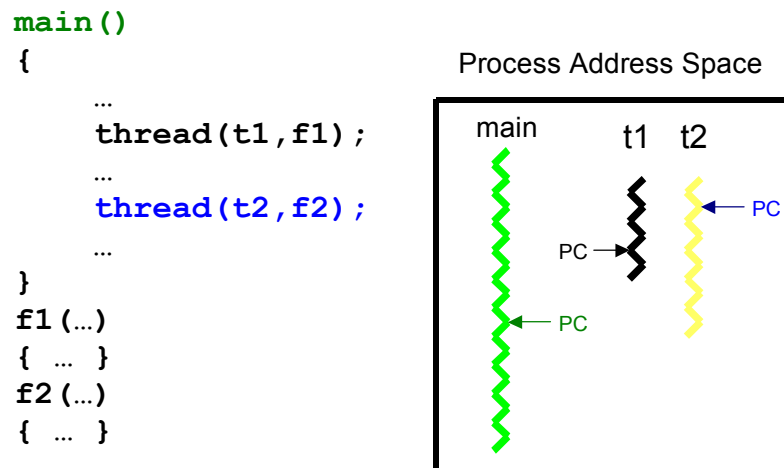 main()
{
…
thread(t1,f1);
…
thread(t2,f2);
…
}
f1(…)
{ … }
f2(…)
{ … }
Process Address Space
main
t1
t2
PC
PC
PC